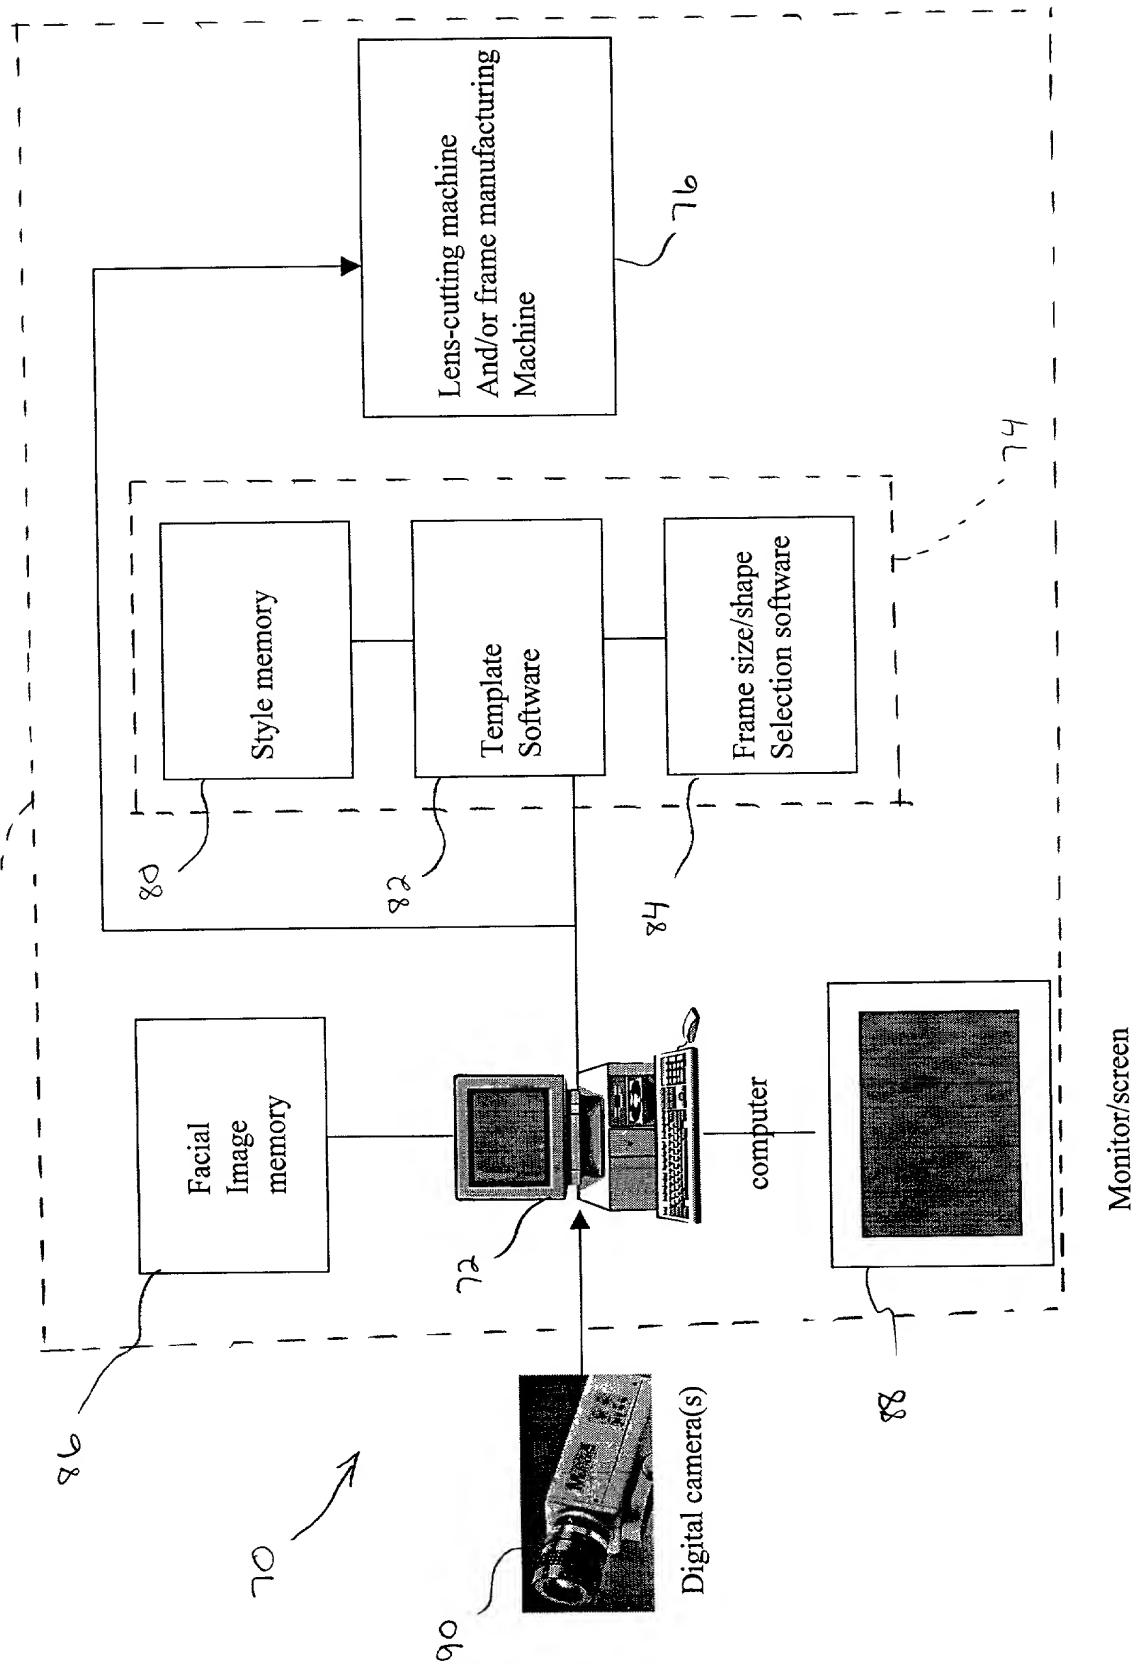 70
86
Facial
Image
memory
80
Style memory
82
Template
Software
84
Frame size/shape
Selection software
74
Lens-cutting machine
And/or frame manufacturing
Machine
76
72
computer
90
Digital camera(s)
88
Monitor/screen